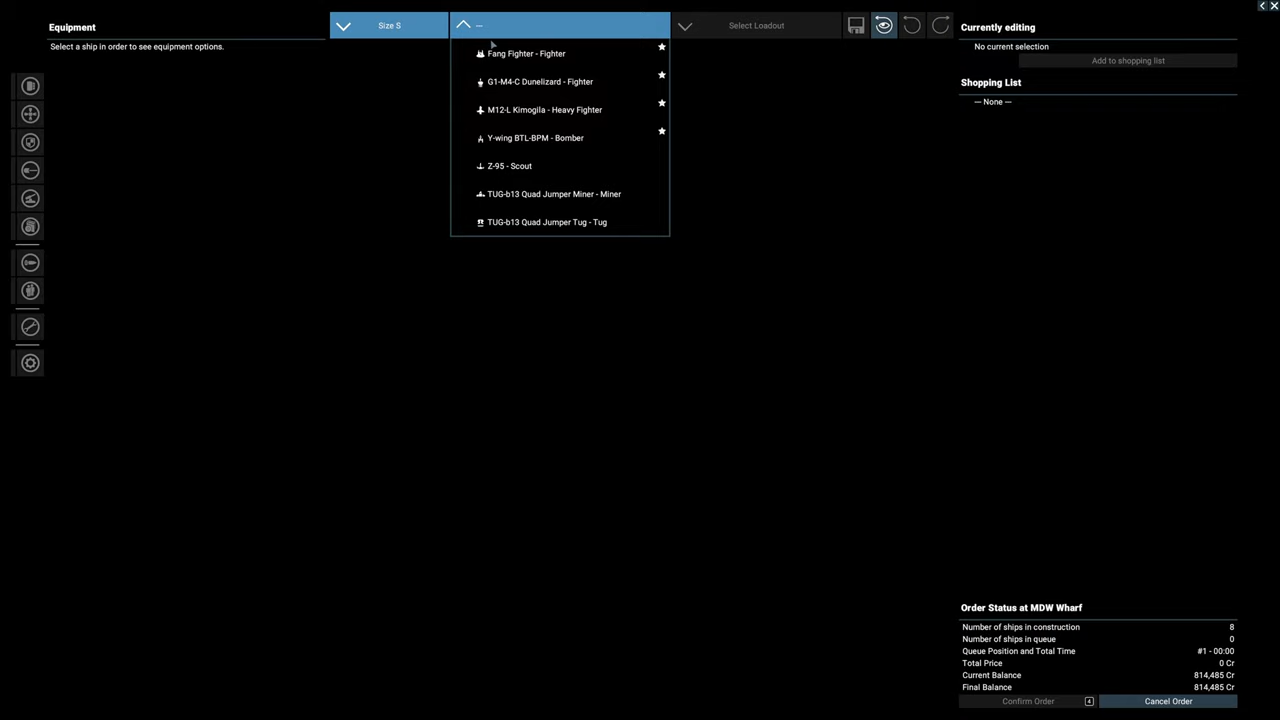 Equipment
Select a ship in order to see equipment options.
Size S
—
Select Loadout
Fang Fighter - Fighter
G1-M4-C Dunelizard - Fighter
M12-L Kimogila - Heavy Fighter
Y-wing BTL-BPM - Bomber
Z-95 - Scout
TUG-b13 Quad Jumper Miner - Miner
TUG-b13 Quad Jumper Tug - Tug
Currently editing
No current selection
Add to shopping list
Shopping List
— None —
Order Status at MDW Wharf
Number of ships in construction 8
Number of ships in queue 0
Queue Position and Total Time #1 - 00:00
Total Price 0 Cr
Current Balance 814,485 Cr
Final Balance 814,485 Cr
Confirm Order 4 Cancel Order